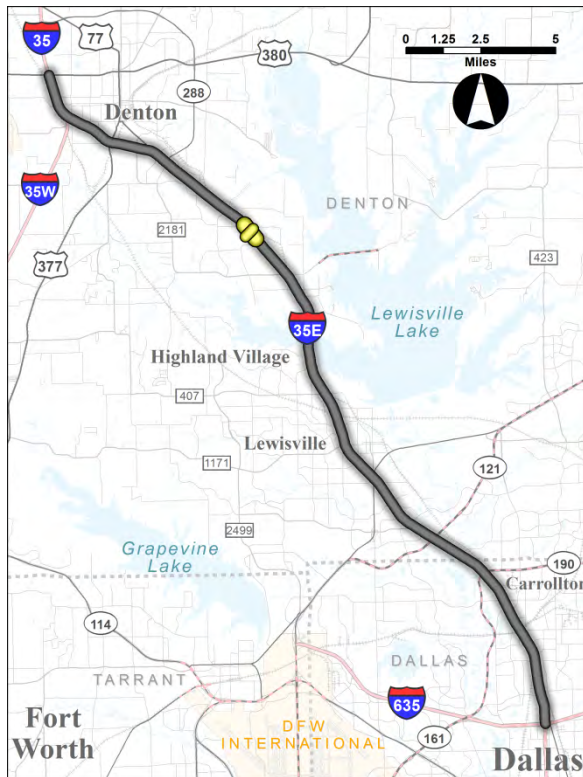 35
77
380
0 1.25 2.5 5
Miles
288
Denton
35W
DENTON
2181
377
423
Lewisville
Lake
35E
Highland Village
407
Lewisville
1171
121
2499
Grapevine
Lake
190
Carrollton
114
DALLAS
TARRANT
635
Fort
Worth
DFW
INTERNATIONAL
161
Dallas